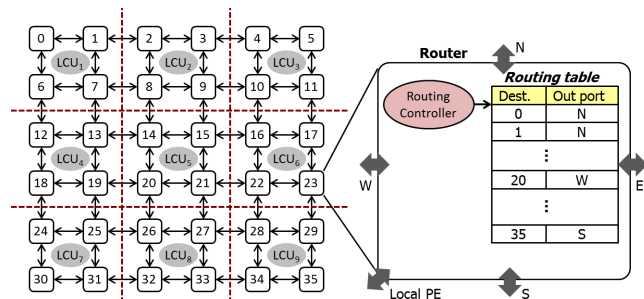 0 1 2 3 4 5
LCU1 LCU2 LCU3
6 7 8 9 10 11
12 13 14 15 16 17
LCU4 LCU5 LCU6
18 19 20 21 22 23
24 25 26 27 28 29
LCU7 LCU8 LCU9
30 31 32 33 34 35
Router
N
Routing
Controller
Routing table
Dest. Out port
0 N
1 N
⋮
20 W
⋮
35 S
W
E
Local PE
S